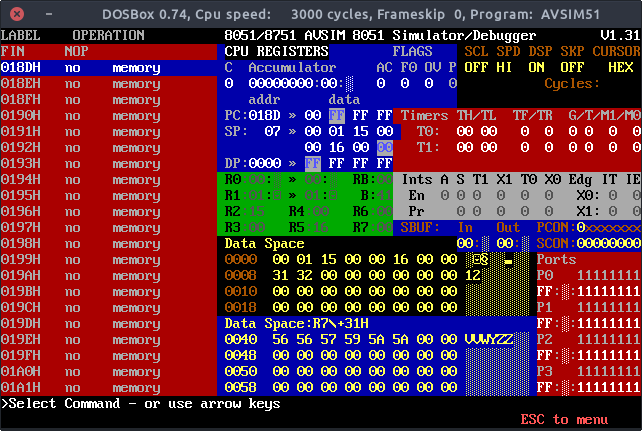 DOSBox 0.74, Cpu speed: 3000 cycles, Frameskip 0, Program: AVSIM51
LABEL OPERATION 8051/8751 AVSIM 8051 Simulator/Debugger V1.31
FIN NOP CPU REGISTERS FLAGS SCL SPD DSP SKP CURSOR
018DH no memory C Accumulator AC F0 OV P OFF HI ON OFF HEX
018EH no memory 0 00000000:00: 0 0 0 0 Cycles:
018FH no memory addr data
0190H no memory PC:018D » 00 FF FF FF Timers TH/TL TF/TR G/T/M1/M0
0191H no memory SP: 07 » 00 01 15 00 T0: 00 00 0 0 0 0 0 0
0192H no memory 00 16 00 00 T1: 00 00 0 0 0 0 0 0
0193H no memory DP:0000 » FF FF FF FF
0194H no memory R0:00: » 00: RB:00 Ints A S T1 X1 T0 X0 Edg IT IE
0195H no memory R1:01: » 01: B:41 En 0 0 0 0 0 0 X0: 0 0
0196H no memory R2:15 R4:00 R6:00 Pr 0 0 0 0 0 X1: 0 0
0197H no memory R3:00 R5:16 R7:00 SBUF: In Out PCON:0xxxxxxx
0198H no memory Data Space 00: 00: SCON:00000000
0199H no memory 0000 00 01 15 00 00 16 00 00 Ports
019AH no memory 0008 31 32 00 00 00 00 00 00 12 P0 11111111
019BH no memory 0010 00 00 00 00 00 00 00 00 FF: :11111111
019CH no memory 0018 00 00 00 00 00 00 00 00 P1 11111111
019DH no memory Data Space:R7\+31H FF: :11111111
019EH no memory 0040 56 56 57 59 5A 5A 00 00 VVWYZZ P2 11111111
019FH no memory 0048 00 00 00 00 00 00 00 00 FF: :11111111
01A0H no memory 0050 00 00 00 00 00 00 00 00 P3 11111111
01A1H no memory 0058 00 00 00 00 00 00 00 00 FF: :11111111
>Select Command - or use arrow keys
ESC to menu